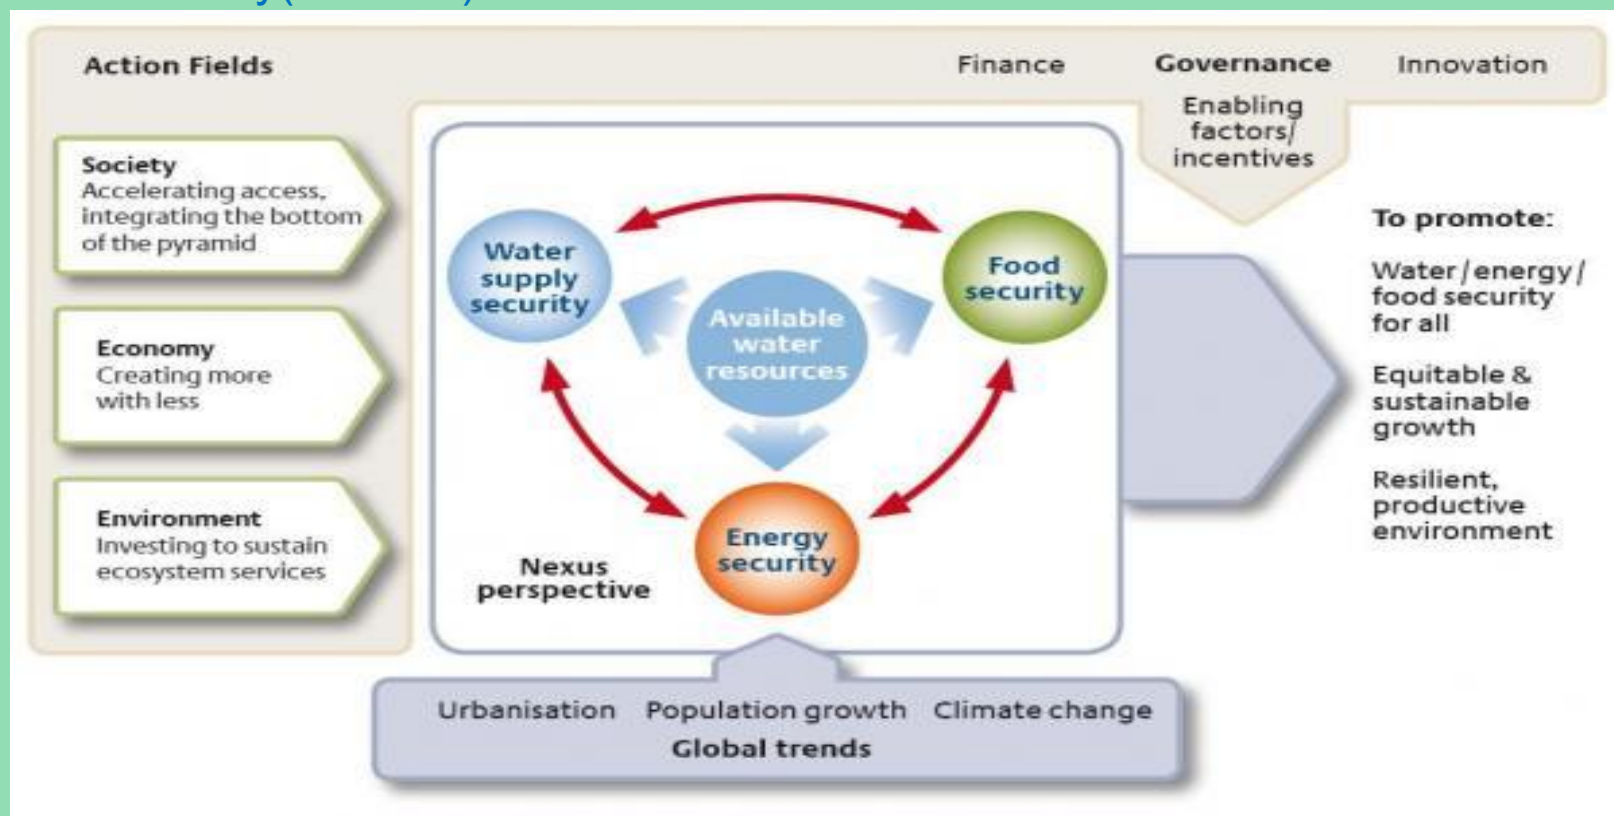 Action Fields
Finance
Governance
Innovation
Enabling
factors/
incentives
Society
Accelerating access,
integrating the bottom
of the pyramid
Economy
Creating more
with less
Environment
Investing to sustain
ecosystem services
Water
supply
security
Food
security
Available
water
resources
Energy
security
Nexus
perspective
To promote:
Water / energy /
food security
for all
Equitable &
sustainable
growth
Resilient,
productive
environment
Urbanisation
Population growth
Climate change
Global trends